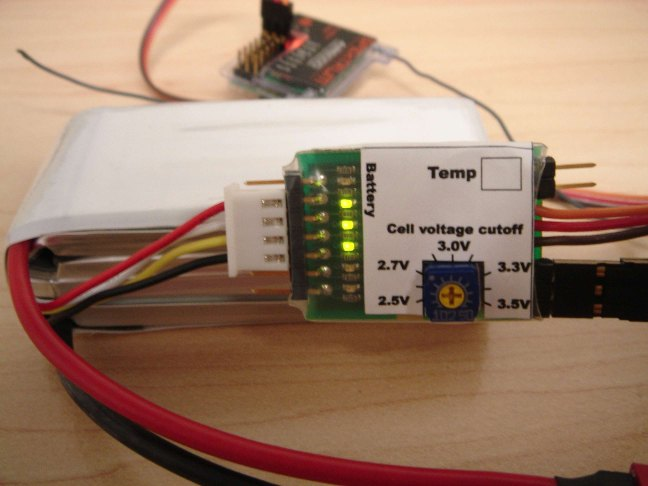 Temp
Battery
Cell voltage cutoff
3.0V
2.7V
3.3V
2.5V
3.5V